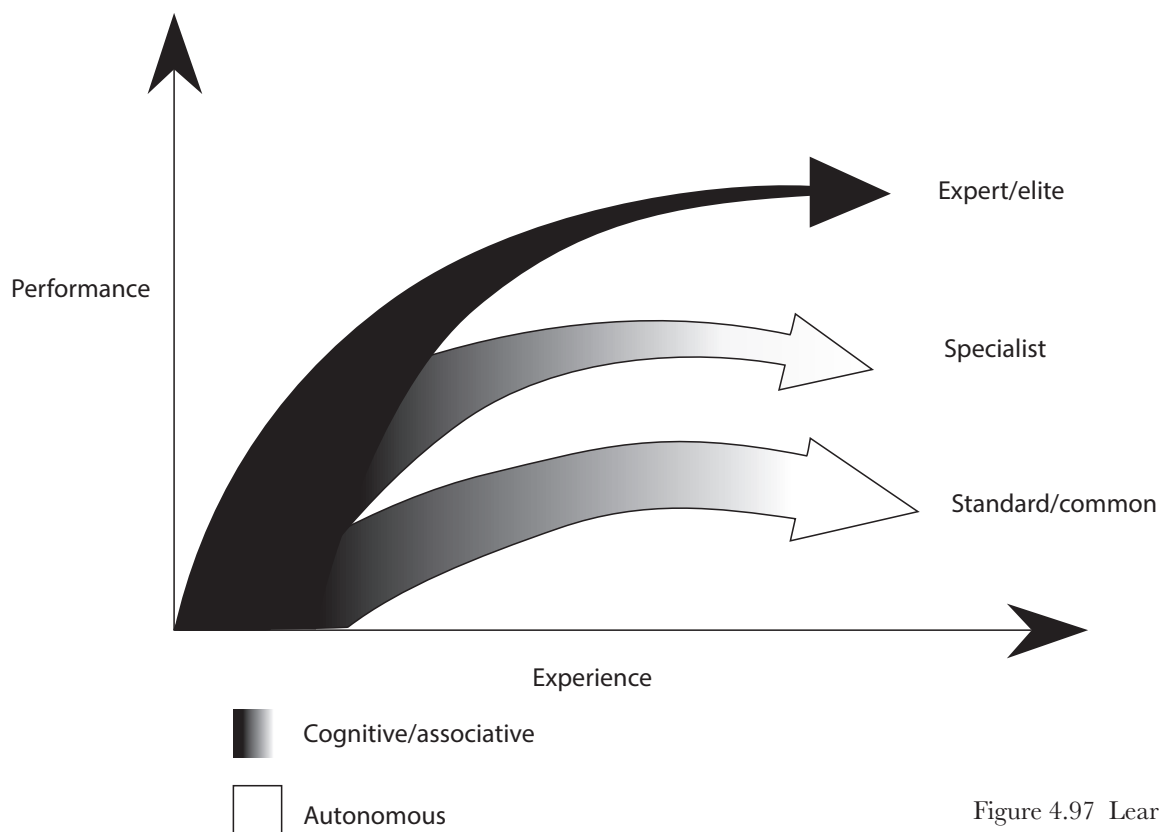 Expert/elite
Performance
Specialist
Standard/common
Experience
Cognitive/associative
Autonomous
Figure 4.97 Lear